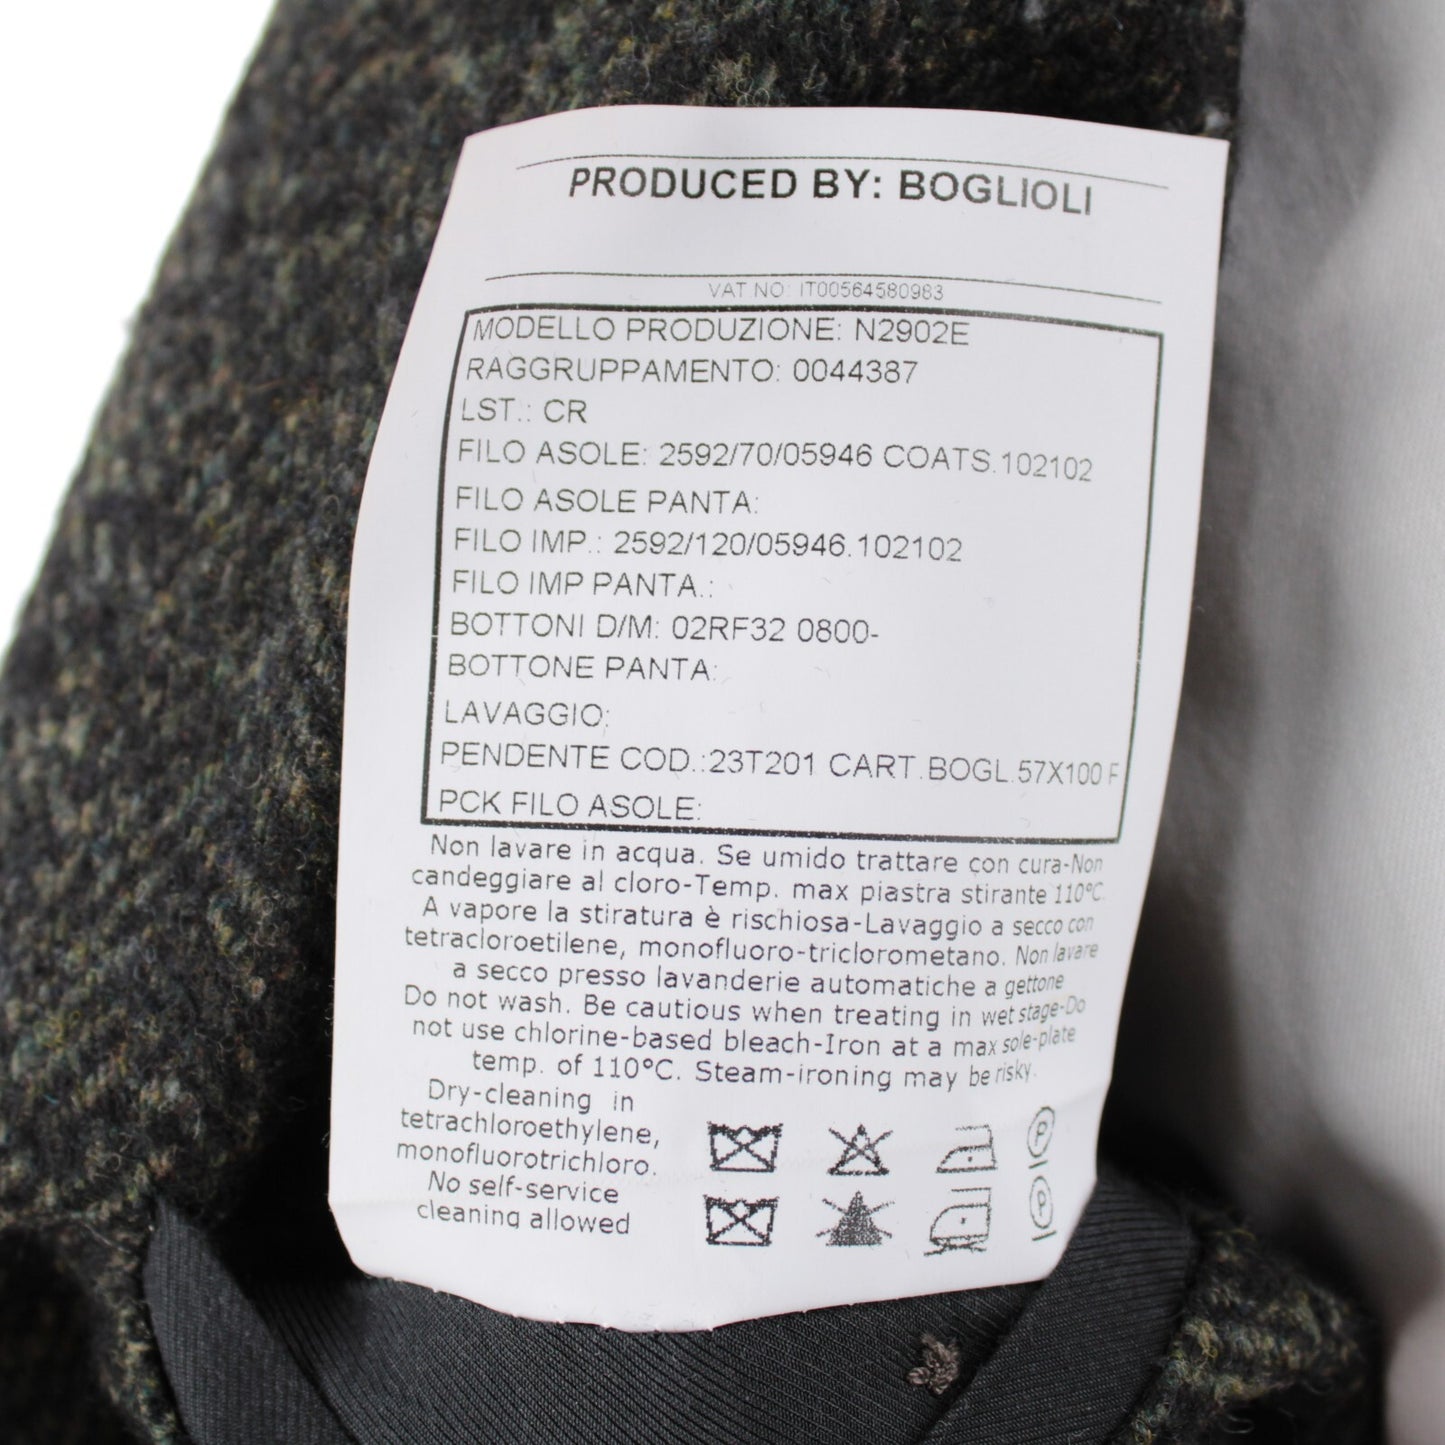 PRODUCED BY: BOGLIOLI
VAT.NO: IT00564580983
MODELLO PRODUZIONE: N2902E
RAGGRUPPAMENTO: 0044387
LST.: CR
FILO ASOLE: 2592/70/05946 COATS.102102
FILO ASOLE PANTA:
FILO IMP.: 2592/120/05946.102102
FILO IMP PANTA.:
BOTTONI D/M: 02RF32 0800-
BOTTONE PANTA:
LAVAGGIO:
PENDENTE COD.:23T201 CART.BOGL.57X100 F
PCK FILO ASOLE:
Non lavare in acqua. Se umido trattare con cura-Non
candeggiare al cloro-Temp. max piastra stirante 110°C.
A vapore la stiratura è rischiosa-Lavaggio a secco con
tetracloroetilene, monofluoro-triclorometano. Non lavare
a secco presso lavanderie automatiche a gettone
Do not wash. Be cautious when treating in wet stage-Do
not use chlorine-based bleach-Iron at a max sole-plate
temp. of 110°C. Steam-ironing may be risky.
Dry-cleaning in
tetrachloroethylene,
monofluorotrichloro.
No self-service
cleaning allowed
P
P